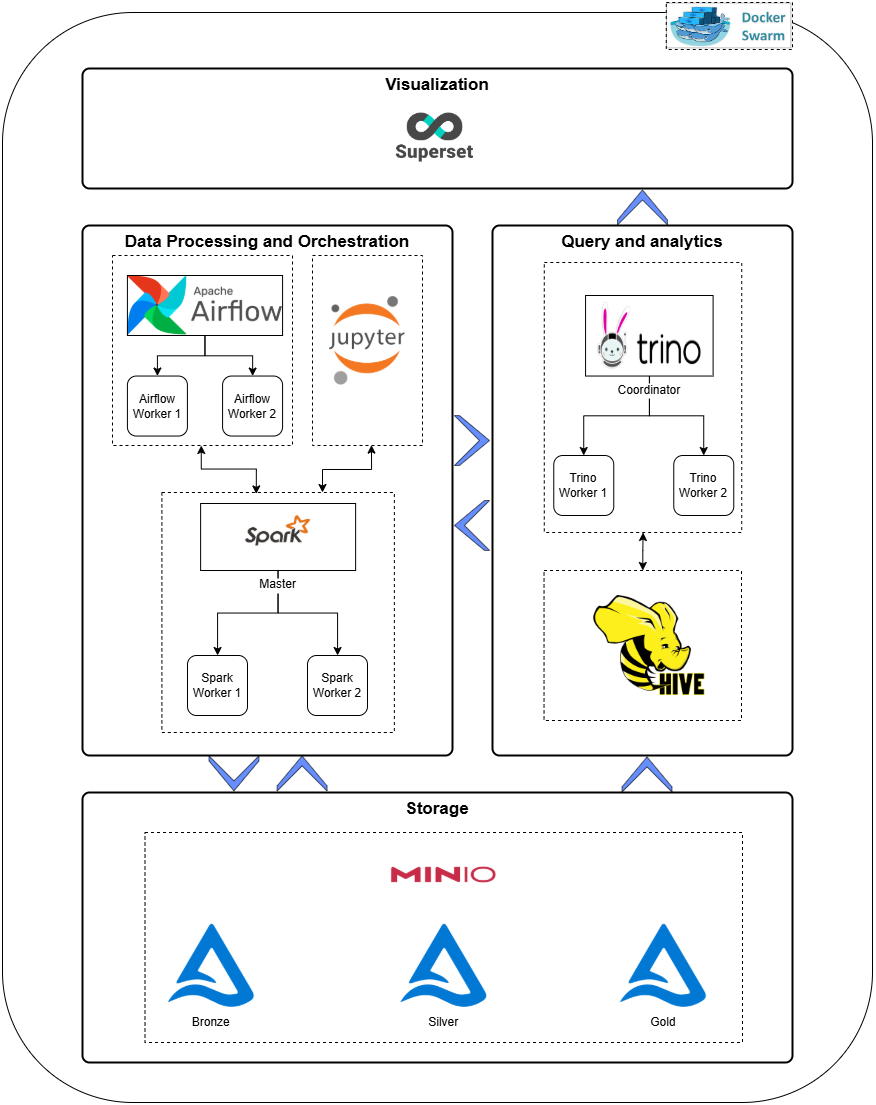 Docker
Swarm
Visualization
Superset
Data Processing and Orchestration
Apache
Airflow
Airflow
Worker 1
Airflow
Worker 2
jupyter
Spark
Master
Spark
Worker 1
Spark
Worker 2
Query and analytics
trino
Coordinator
Trino
Worker 1
Trino
Worker 2
HIVE
Storage
MINIO
Bronze
Silver
Gold